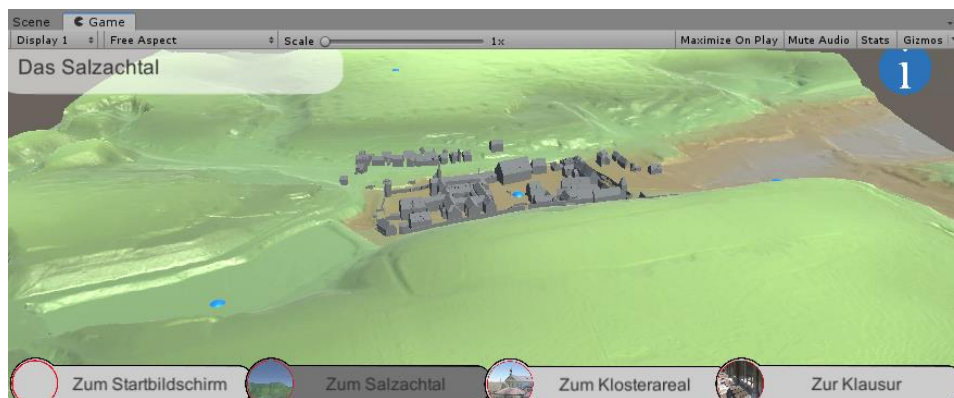 Scene Game
Display 1 Free Aspect Scale 1x Maximize On Play Mute Audio Stats Gizmos
Das Salzachtal
i
Zum Startbildschirm Zum Salzachtal Zum Klosterareal Zur Klausur